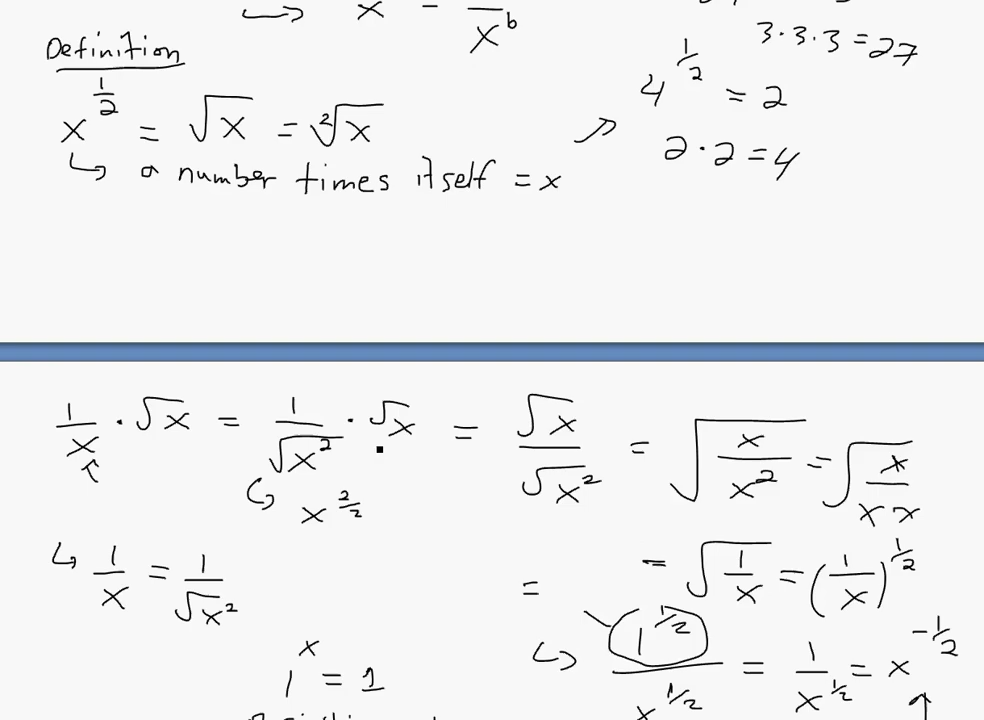 ↳ x = / x^b
3·3·3 = 27
Definition
4^{1/2} = 2
x^{1/2} = √x = ²√x
2·2 = 4
↳ a number times itself = x
1/x · √x = 1/√x² · √x = √x/√x² = √(x/x²) = √(x/(x x))
↳ x^{2/2}
↳ 1/x = 1/√x²
= = √(1/x) = (1/x)^{1/2}
1^x = 1
↳ 1^{1/2}/x^{1/2} = 1/x^{1/2} = x^{-1/2}